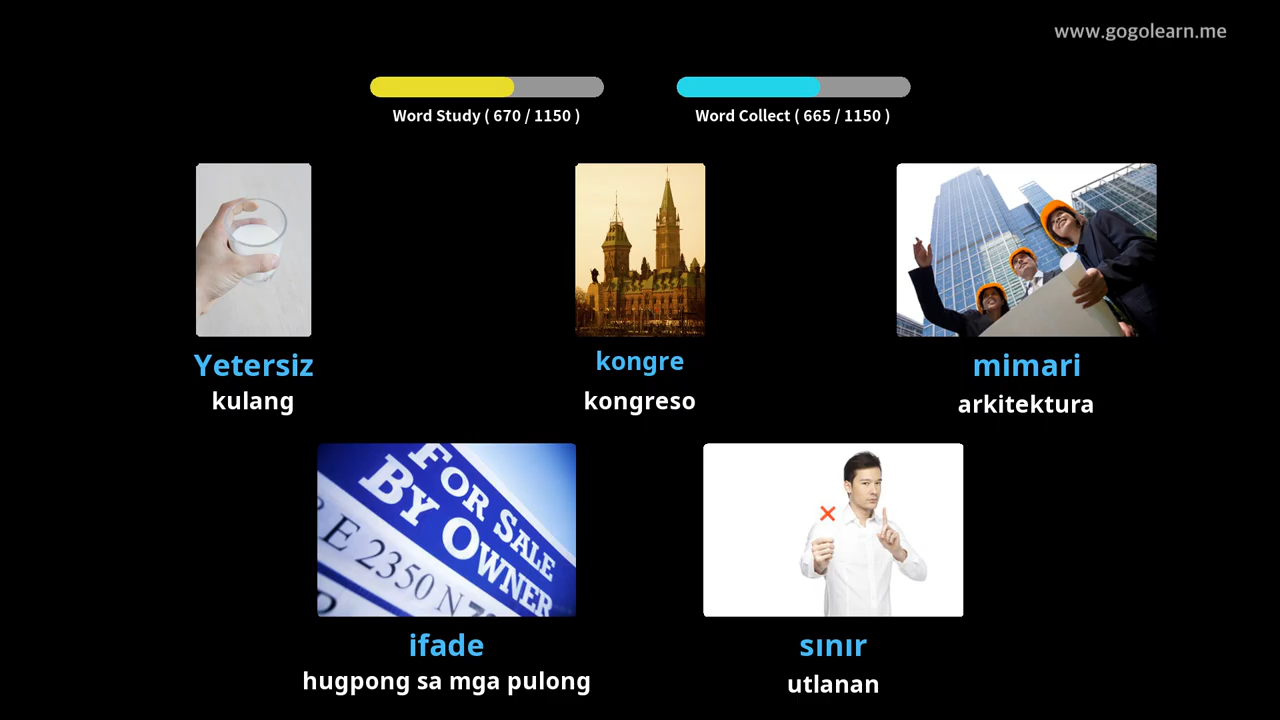 www.gogolearn.me
Word Study ( 670 / 1150 )
Word Collect ( 665 / 1150 )
Yetersiz
kulang
kongre
kongreso
mimari
arkitektura
FOR SALE
BY OWNER
E 2350 N
ifade
hugpong sa mga pulong
sınır
utlanan